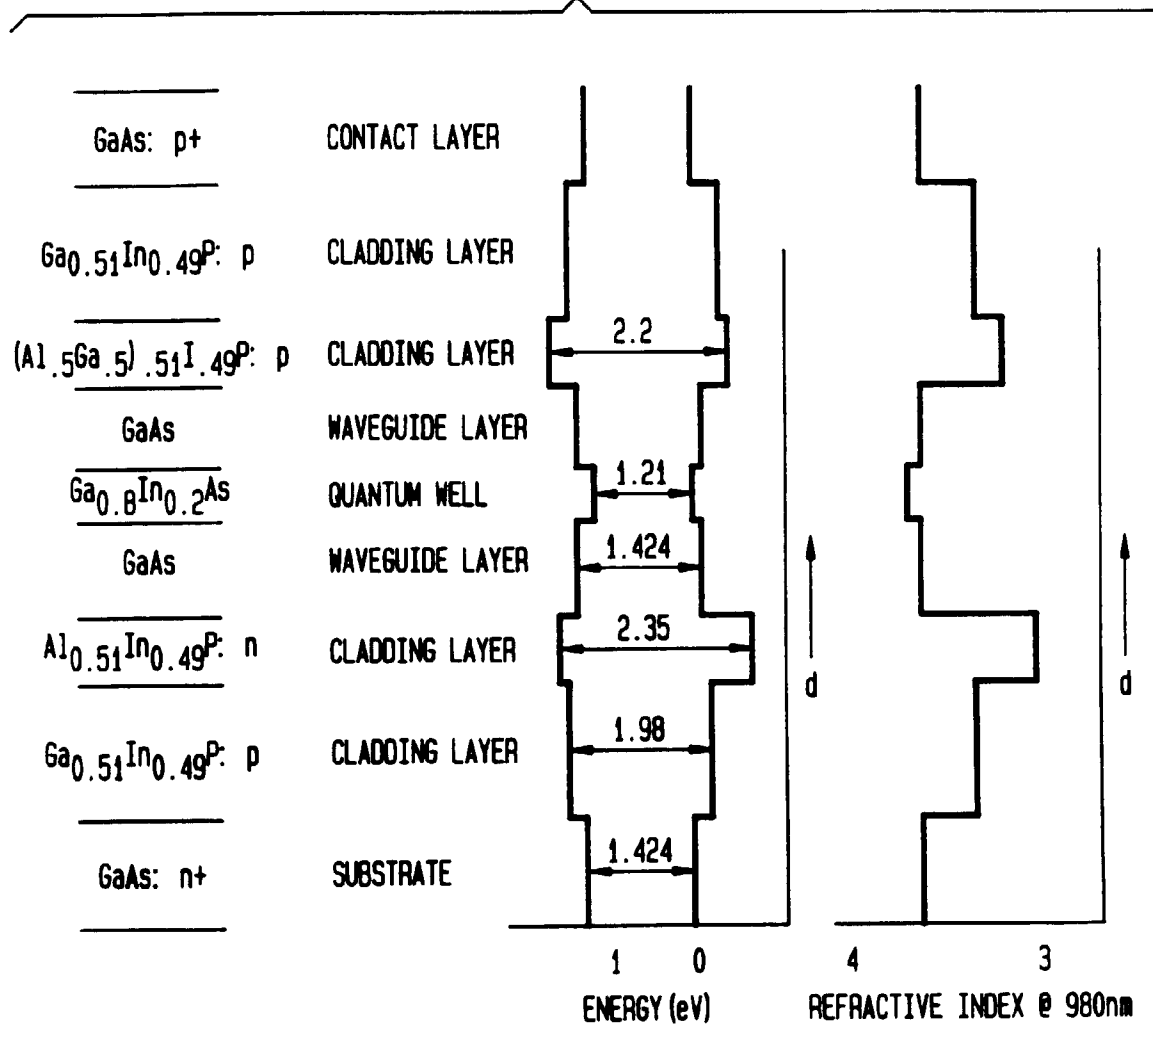 GaAs: p+ CONTACT LAYER
Ga0.51In0.49P: p CLADDING LAYER
(Al.5Ga.5).51I.49P: p CLADDING LAYER 2.2
GaAs WAVEGUIDE LAYER
Ga0.8In0.2As QUANTUM WELL 1.21
GaAs WAVEGUIDE LAYER 1.424
Al0.51In0.49P: n CLADDING LAYER 2.35
d d
Ga0.51In0.49P: p CLADDING LAYER 1.98
GaAs: n+ SUBSTRATE 1.424
1 0 4 3
ENERGY (eV) REFRACTIVE INDEX @ 980nm